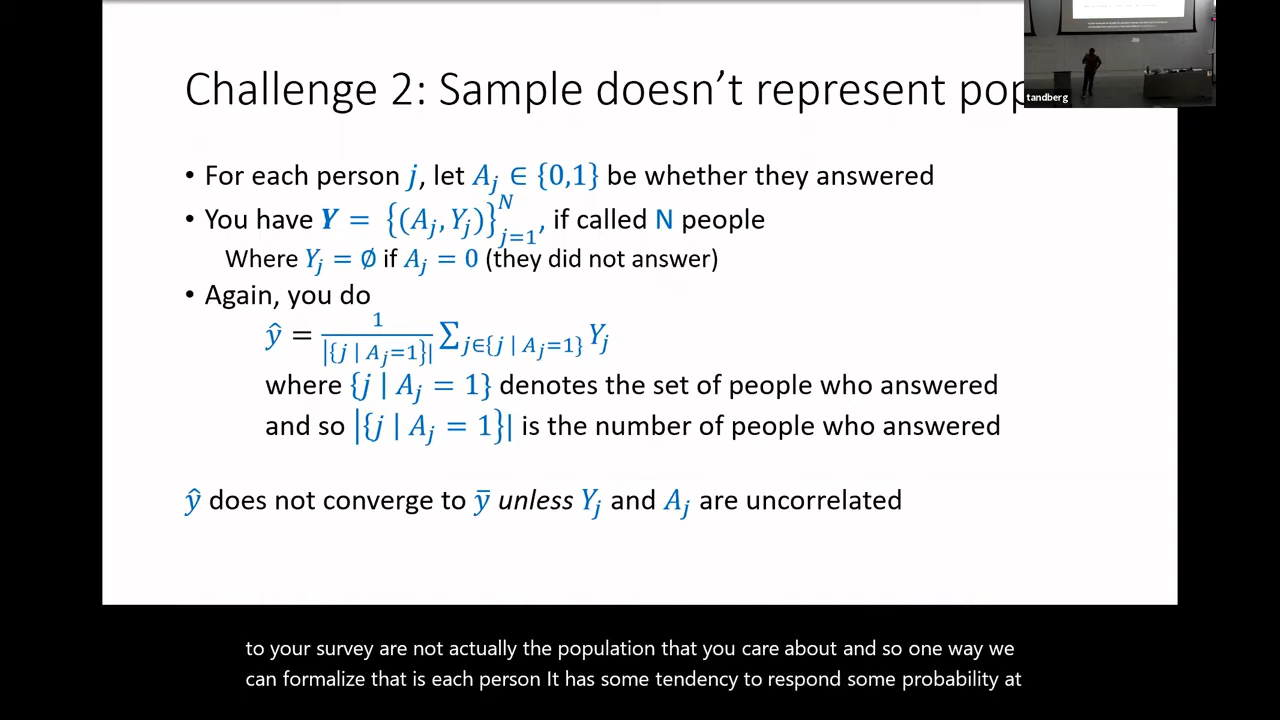 Challenge 2: Sample doesn't represent pop
tandberg
• For each person j, let A_j ∈ {0,1} be whether they answered
• You have Y = {(A_j, Y_j)}_{j=1}^N, if called N people
Where Y_j = ∅ if A_j = 0 (they did not answer)
• Again, you do
ŷ = 1/|{j | A_j=1}| ∑_{j∈{j | A_j=1}} Y_j
where {j | A_j = 1} denotes the set of people who answered
and so |{j | A_j = 1}| is the number of people who answered
ŷ does not converge to ȳ unless Y_j and A_j are uncorrelated
to your survey are not actually the population that you care about and so one way we
can formalize that is each person It has some tendency to respond some probability at